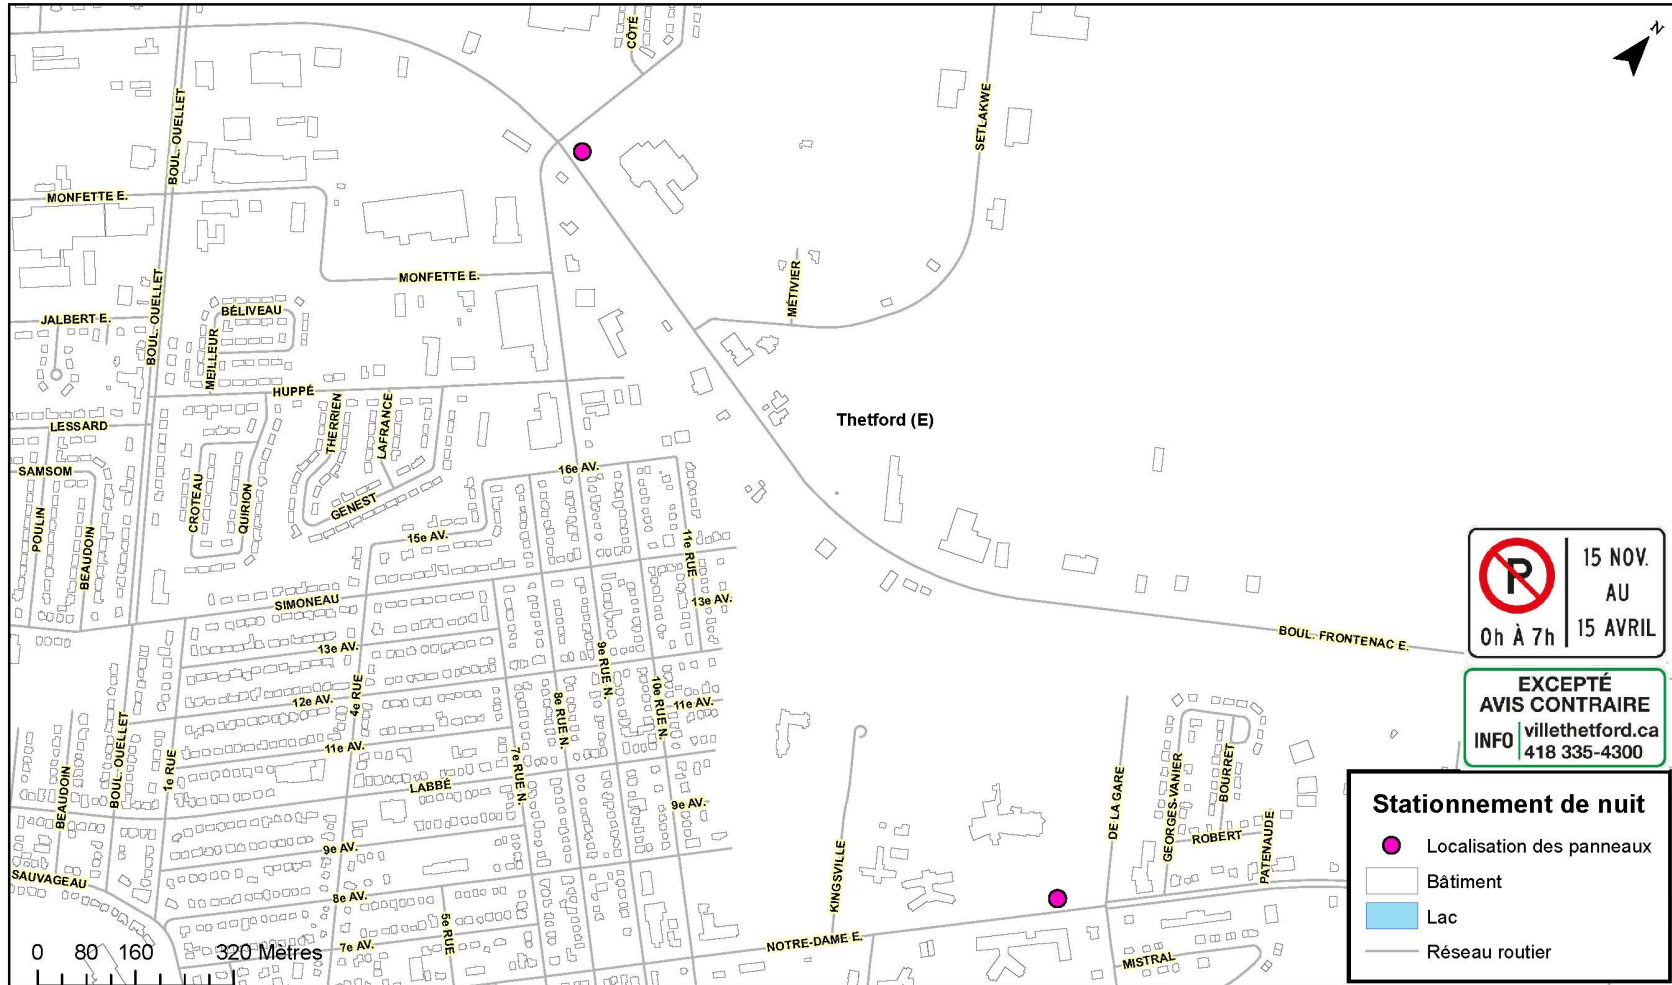 CÔTÉ
N
BOUL. OUELLET
SETLAKWE
MONFETTE E.
MONFETTE E.
BOUL. OUELLET
MÉTIVIER
BÉLIVEAU
JALBERT E.
MEILLEUR
HUPPÉ
THERRIEN
LAFRANCE
LESSARD
Thetford (E)
SAMSOM
16e AV.
CROTEAU
QUIRION
GENEST
POULIN
BEAUDOIN
15e AV.
11e RUE
SIMONEAU
13e AV.
13e AV.
9e RUE N.
BOUL. FRONTENAC E.
P
0h À 7h
15 NOV.
AU
15 AVRIL
EXCEPTÉ
AVIS CONTRAIRE
INFO
villethetford.ca
418 335-4300
12e AV.
4e RUE
8e RUE N.
10e RUE N.
11e AV.
11e AV.
BOUL. OUELLET
1e RUE
7e RUE N.
BEAUDOIN
LABBÉ
9e AV.
9e AV.
DE LA GARE
GEORGES-VANIER
BOURRET
ROBERT
PATENAUDE
KINGSVILLE
SAUVAGEAU
8e AV.
5e RUE
7e AV.
NOTRE-DAME E.
MISTRAL
0 80 160 320 Mètres
Stationnement de nuit
Localisation des panneaux
Bâtiment
Lac
Réseau routier